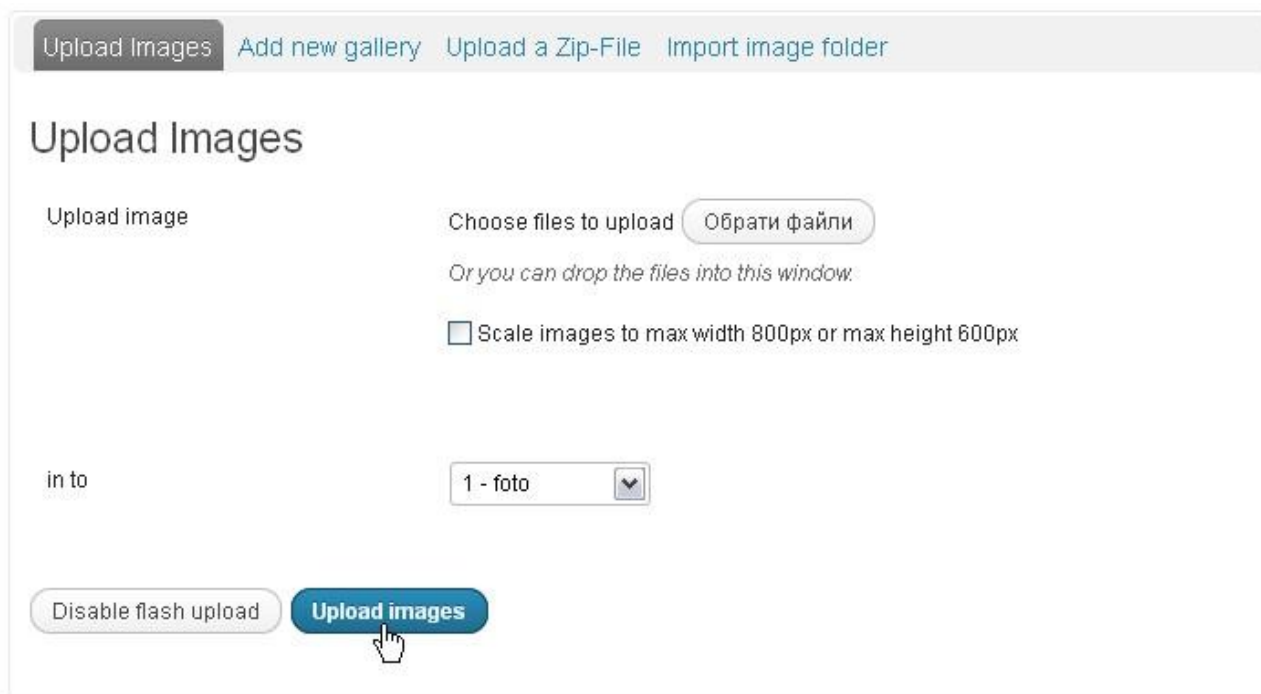 Upload Images Add new gallery Upload a Zip-File Import image folder
Upload Images
Upload image
Choose files to upload Обрати файли
Or you can drop the files into this window.
Scale images to max width 800px or max height 600px
in to
1 - foto
Disable flash upload Upload images